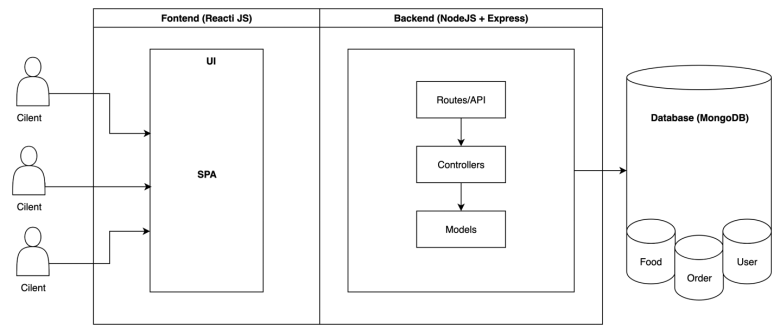 Fontend (Reacti JS)
Backend (NodeJS + Express)
UI
SPA
Cilent
Cilent
Cilent
Routes/API
Controllers
Models
Database (MongoDB)
Food
Order
User